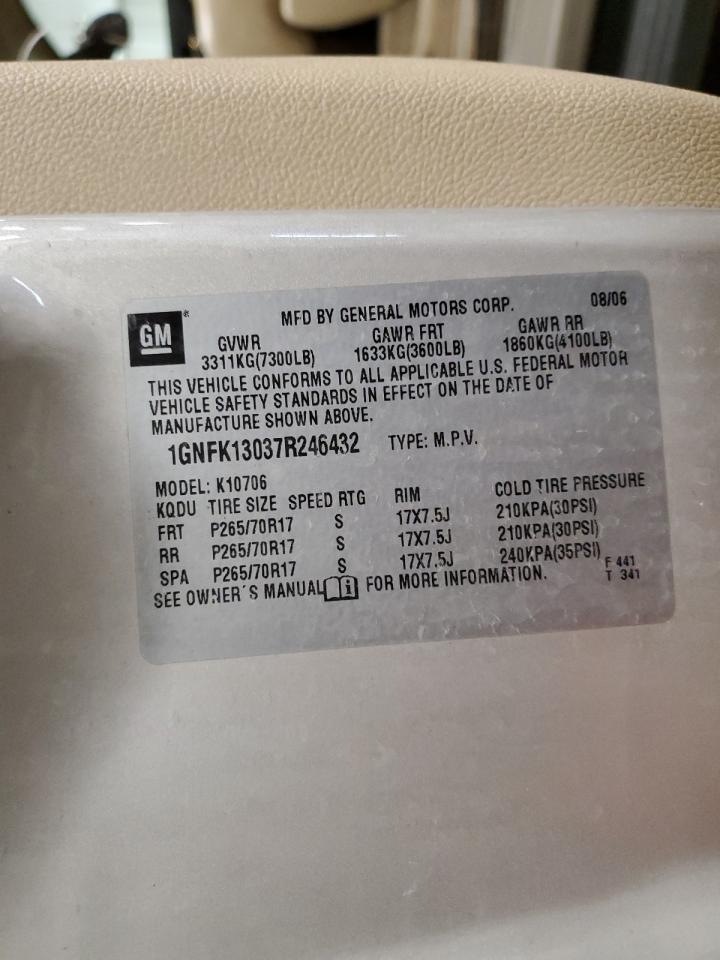 GM
MFD BY GENERAL MOTORS CORP. 08/06
GVWR GAWR FRT GAWR RR
3311KG(7300LB) 1633KG(3600LB) 1860KG(4100LB)
THIS VEHICLE CONFORMS TO ALL APPLICABLE U.S. FEDERAL MOTOR
VEHICLE SAFETY STANDARDS IN EFFECT ON THE DATE OF
MANUFACTURE SHOWN ABOVE.
1GNFK13037R246432 TYPE: M.P.V.
MODEL: K10706
KQDU TIRE SIZE SPEED RTG RIM COLD TIRE PRESSURE
FRT P265/70R17 S 17X7.5J 210KPA(30PSI)
RR P265/70R17 S 17X7.5J 210KPA(30PSI)
SPA P265/70R17 S 17X7.5J 240KPA(35PSI)
SEE OWNER'S MANUAL FOR MORE INFORMATION.
F 441
T 341